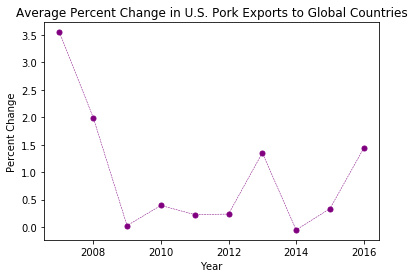 Average Percent Change in U.S. Pork Exports to Global Countries
3.5
3.0
2.5
2.0
1.5
1.0
0.5
0.0
Percent Change
2008 2010 2012 2014 2016
Year